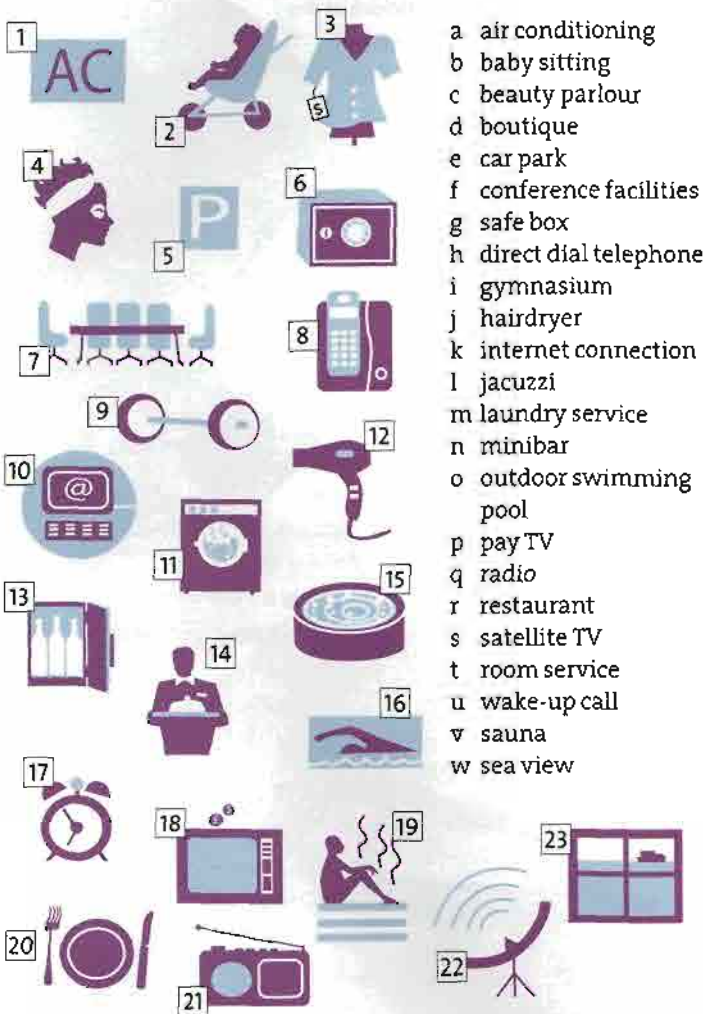 1
AC
2
3
$
4
5
P
6
7
8
9
10
@
11
12
13
14
15
16
17
18
19
20
21
22
23
a air conditioning
b baby sitting
c beauty parlour
d boutique
e car park
f conference facilities
g safe box
h direct dial telephone
i gymnasium
j hairdryer
k internet connection
l jacuzzi
m laundry service
n minibar
o outdoor swimming
pool
p pay TV
q radio
r restaurant
s satellite TV
t room service
u wake-up call
v sauna
w sea view